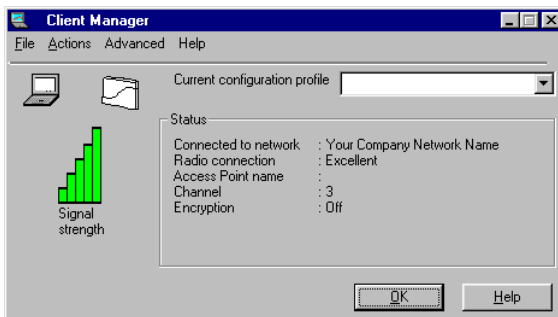 Client Manager
File Actions Advanced Help
Current configuration profile
Status
Connected to network : Your Company Network Name
Radio connection : Excellent
Access Point name :
Channel : 3
Encryption : Off
Signal
strength
OK Help